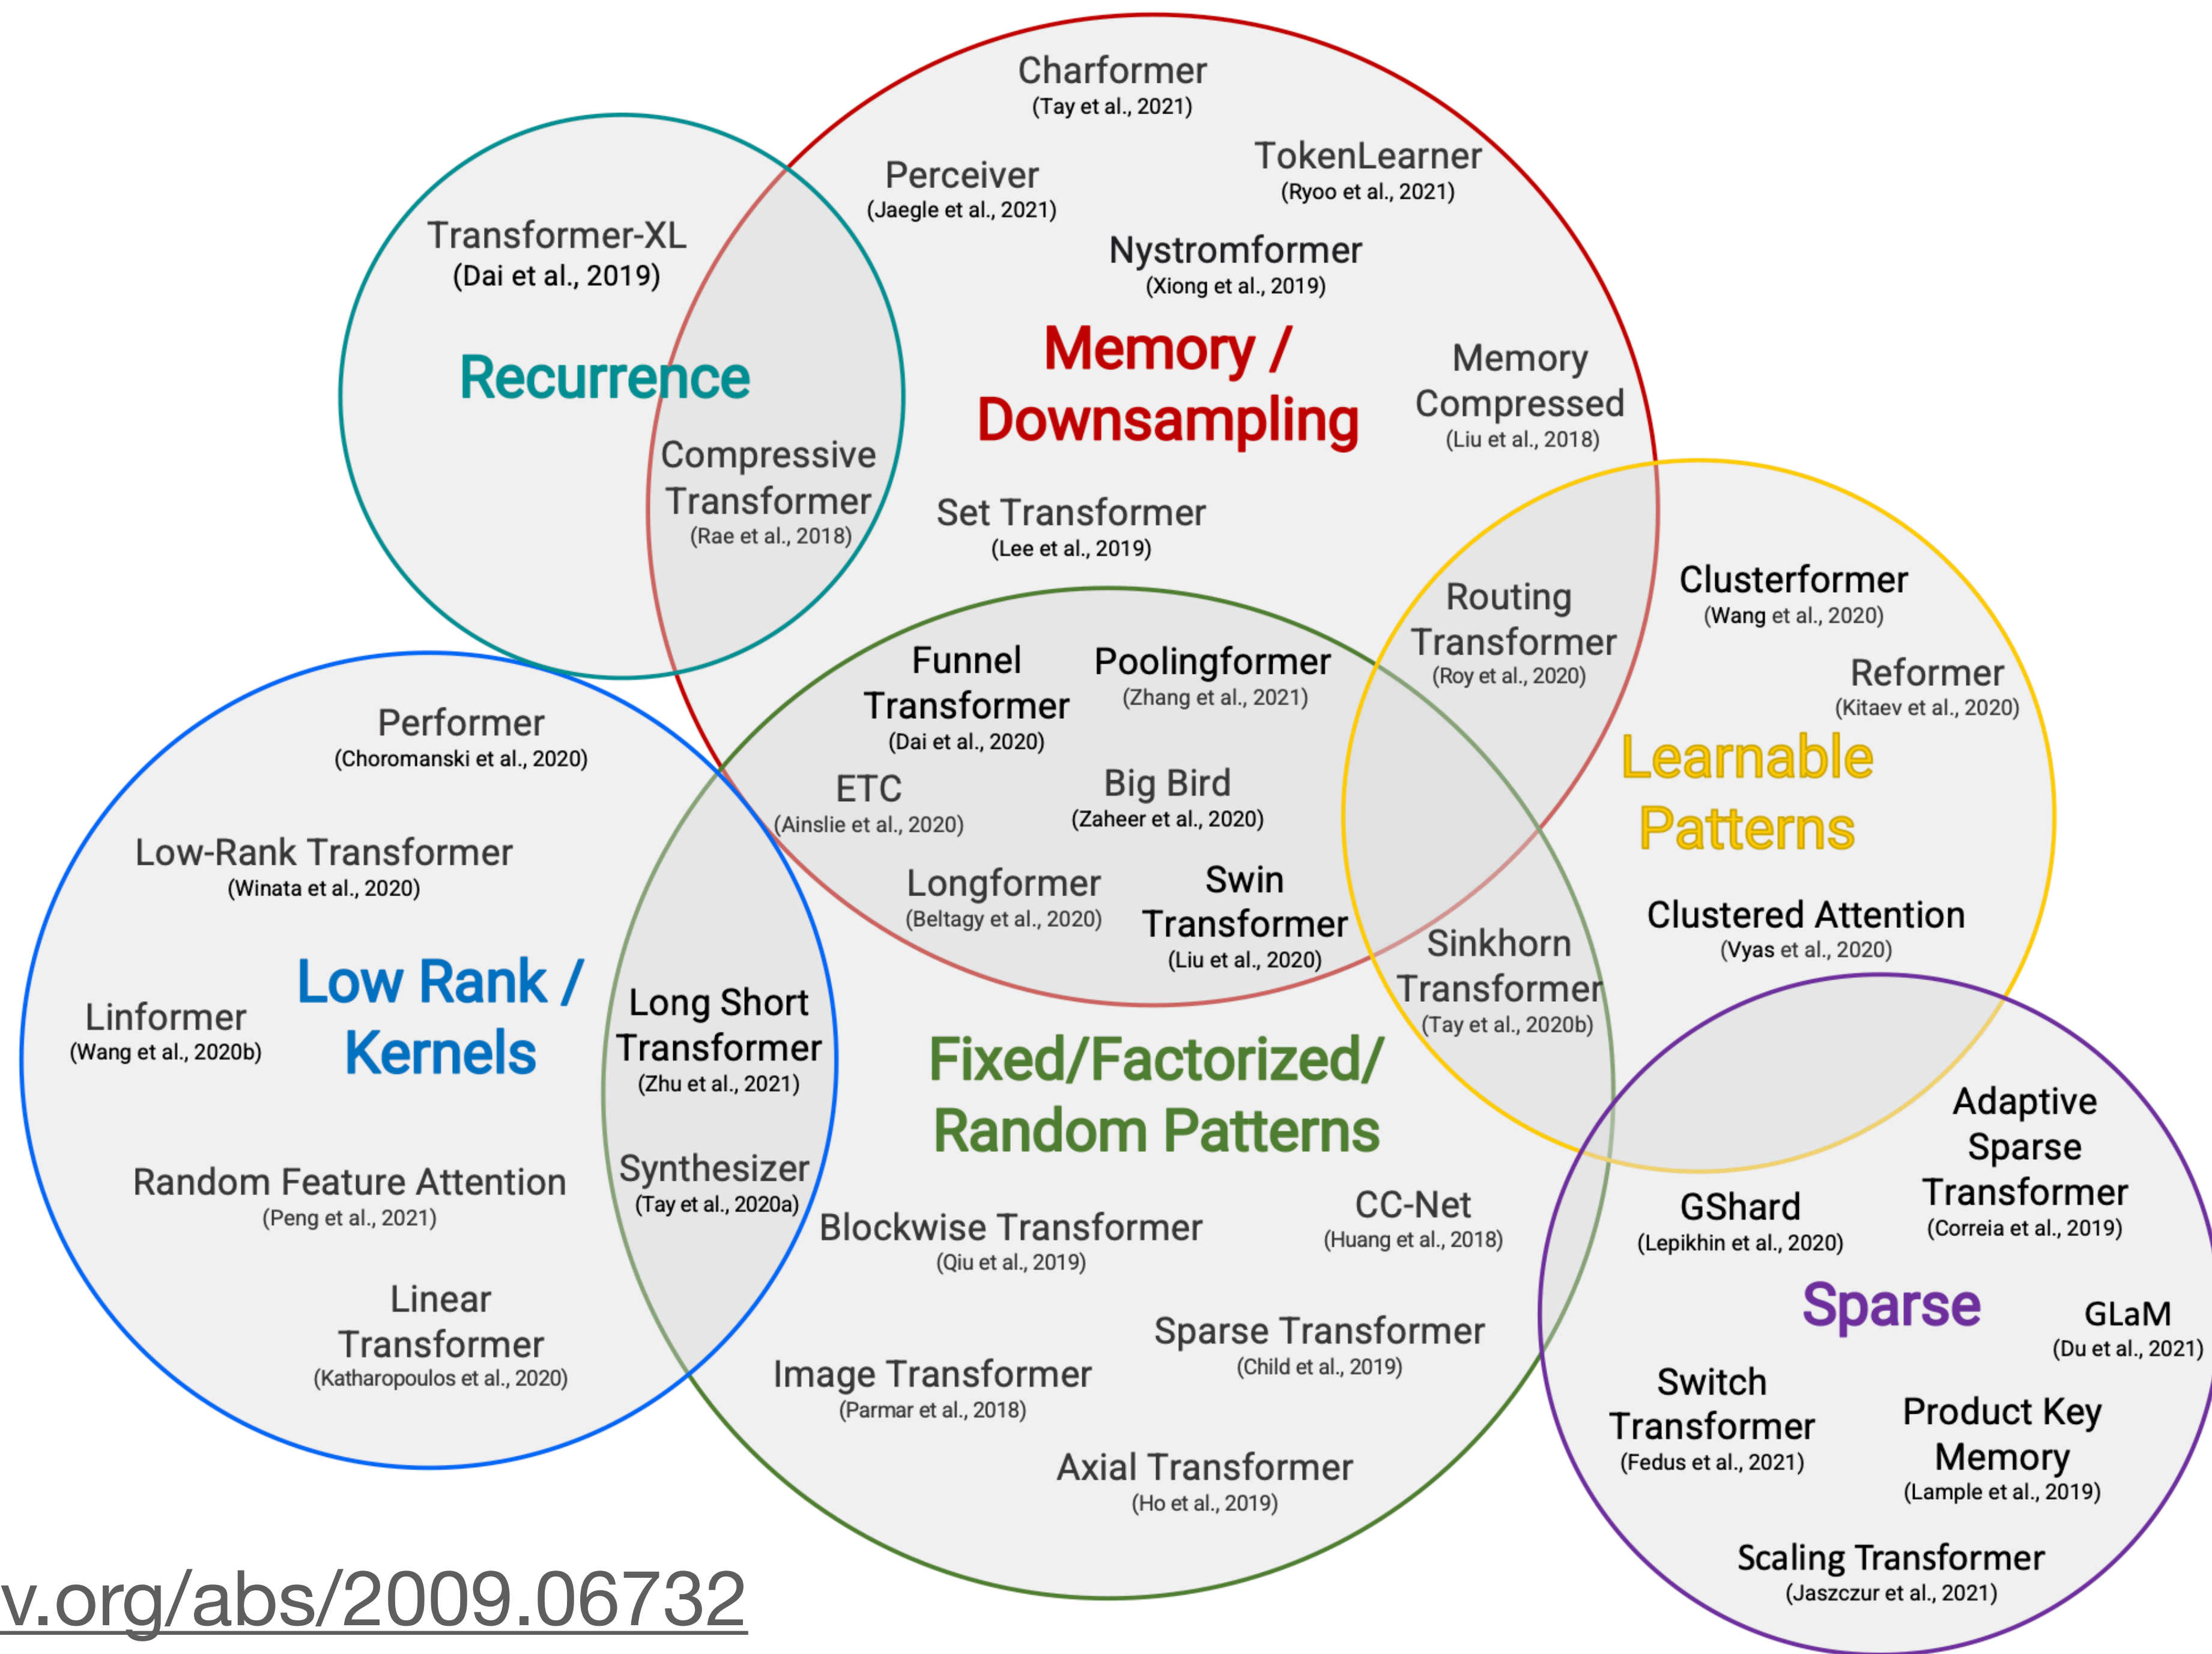 Charformer
(Tay et al., 2021)
TokenLearner
(Ryoo et al., 2021)
Perceiver
(Jaegle et al., 2021)
Nystromformer
(Xiong et al., 2019)
Memory /
Downsampling
Memory
Compressed
(Liu et al., 2018)
Set Transformer
(Lee et al., 2019)
Transformer-XL
(Dai et al., 2019)
Recurrence
Compressive
Transformer
(Rae et al., 2018)
Funnel
Transformer
(Dai et al., 2020)
Poolingformer
(Zhang et al., 2021)
ETC
(Ainslie et al., 2020)
Big Bird
(Zaheer et al., 2020)
Longformer
(Beltagy et al., 2020)
Swin
Transformer
(Liu et al., 2020)
Routing
Transformer
(Roy et al., 2020)
Clusterformer
(Wang et al., 2020)
Reformer
(Kitaev et al., 2020)
Learnable
Patterns
Clustered Attention
(Vyas et al., 2020)
Sinkhorn
Transformer
(Tay et al., 2020b)
Performer
(Choromanski et al., 2020)
Low-Rank Transformer
(Winata et al., 2020)
Low Rank /
Kernels
Linformer
(Wang et al., 2020b)
Random Feature Attention
(Peng et al., 2021)
Linear
Transformer
(Katharopoulos et al., 2020)
Long Short
Transformer
(Zhu et al., 2021)
Synthesizer
(Tay et al., 2020a)
Fixed/Factorized/
Random Patterns
Blockwise Transformer
(Qiu et al., 2019)
CC-Net
(Huang et al., 2018)
Sparse Transformer
(Child et al., 2019)
Image Transformer
(Parmar et al., 2018)
Axial Transformer
(Ho et al., 2019)
Adaptive
Sparse
Transformer
(Correia et al., 2019)
GShard
(Lepikhin et al., 2020)
Sparse
GLaM
(Du et al., 2021)
Switch
Transformer
(Fedus et al., 2021)
Product Key
Memory
(Lample et al., 2019)
Scaling Transformer
(Jaszczur et al., 2021)
v.org/abs/2009.06732